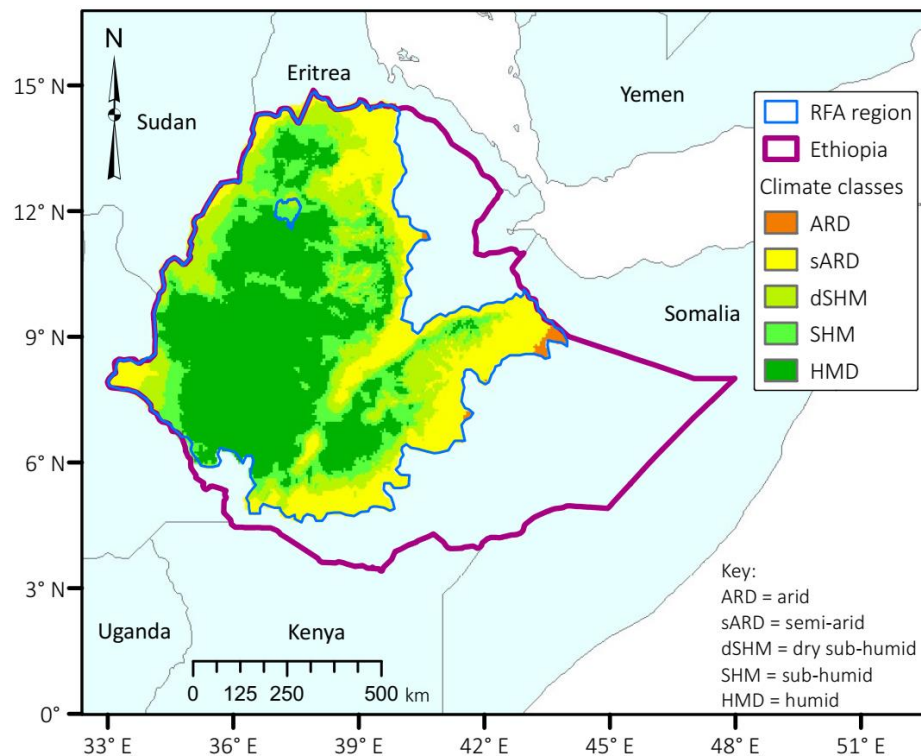 N
15° N
12° N
9° N
6° N
3° N
0°
33° E
36° E
39° E
42° E
45° E
48° E
51° E
Eritrea
Yemen
Sudan
Somalia
Uganda
Kenya
0 125 250 500 km
RFA region
Ethiopia
Climate classes
ARD
sARD
dSHM
SHM
HMD
Key:
ARD = arid
sARD = semi-arid
dSHM = dry sub-humid
SHM = sub-humid
HMD = humid